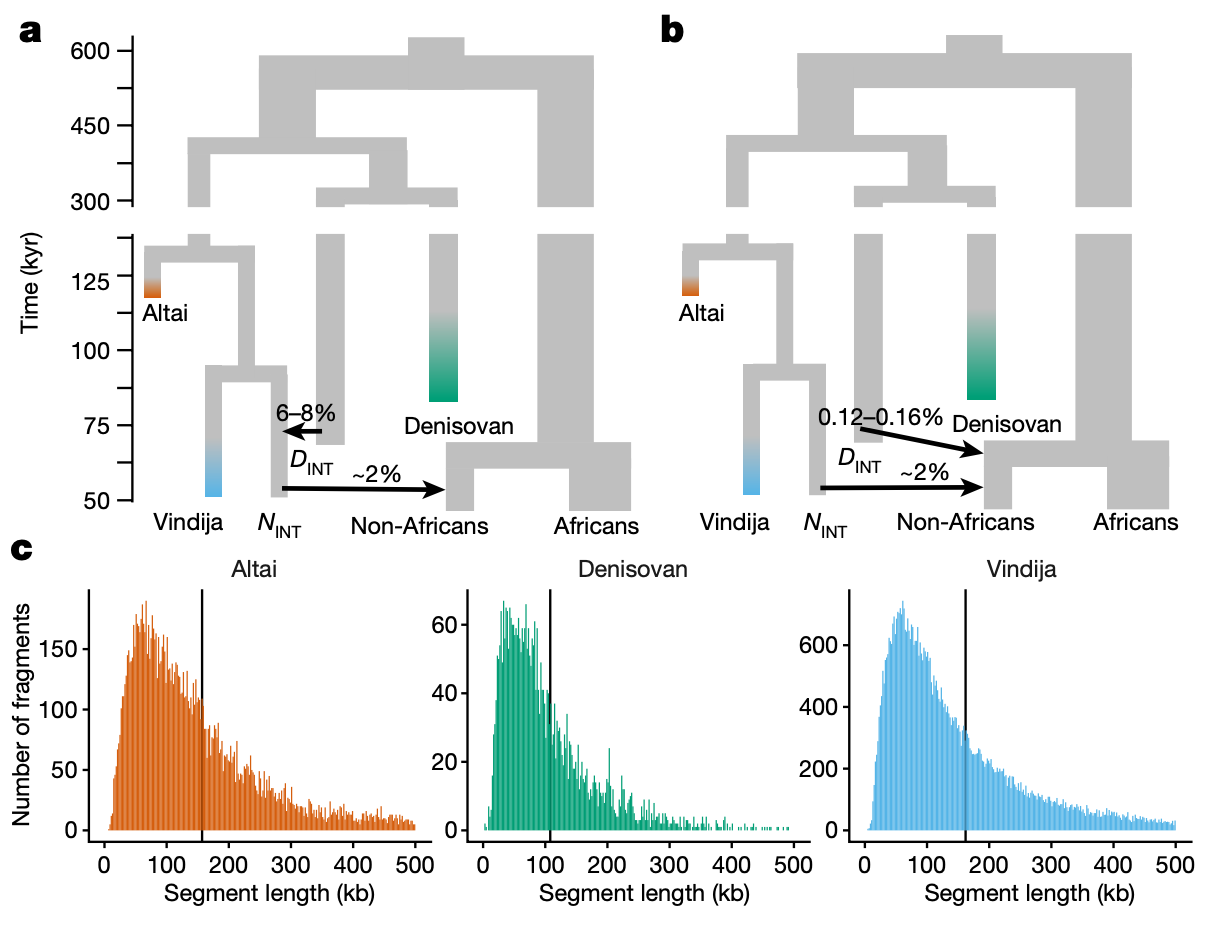 a
600
450
300
125
100
75
50
Time (kyr)
Altai
6–8%
Denisovan
DINT
~2%
Vindija
NINT
Non-Africans
Africans
b
Altai
0.12–0.16%
Denisovan
DINT
~2%
Vindija
NINT
Non-Africans
Africans
c
Altai
Number of fragments
150
100
50
0
0 100 200 300 400 500
Segment length (kb)
Denisovan
60
40
20
0
0 100 200 300 400 500
Segment length (kb)
Vindija
600
400
200
0
0 100 200 300 400 500
Segment length (kb)